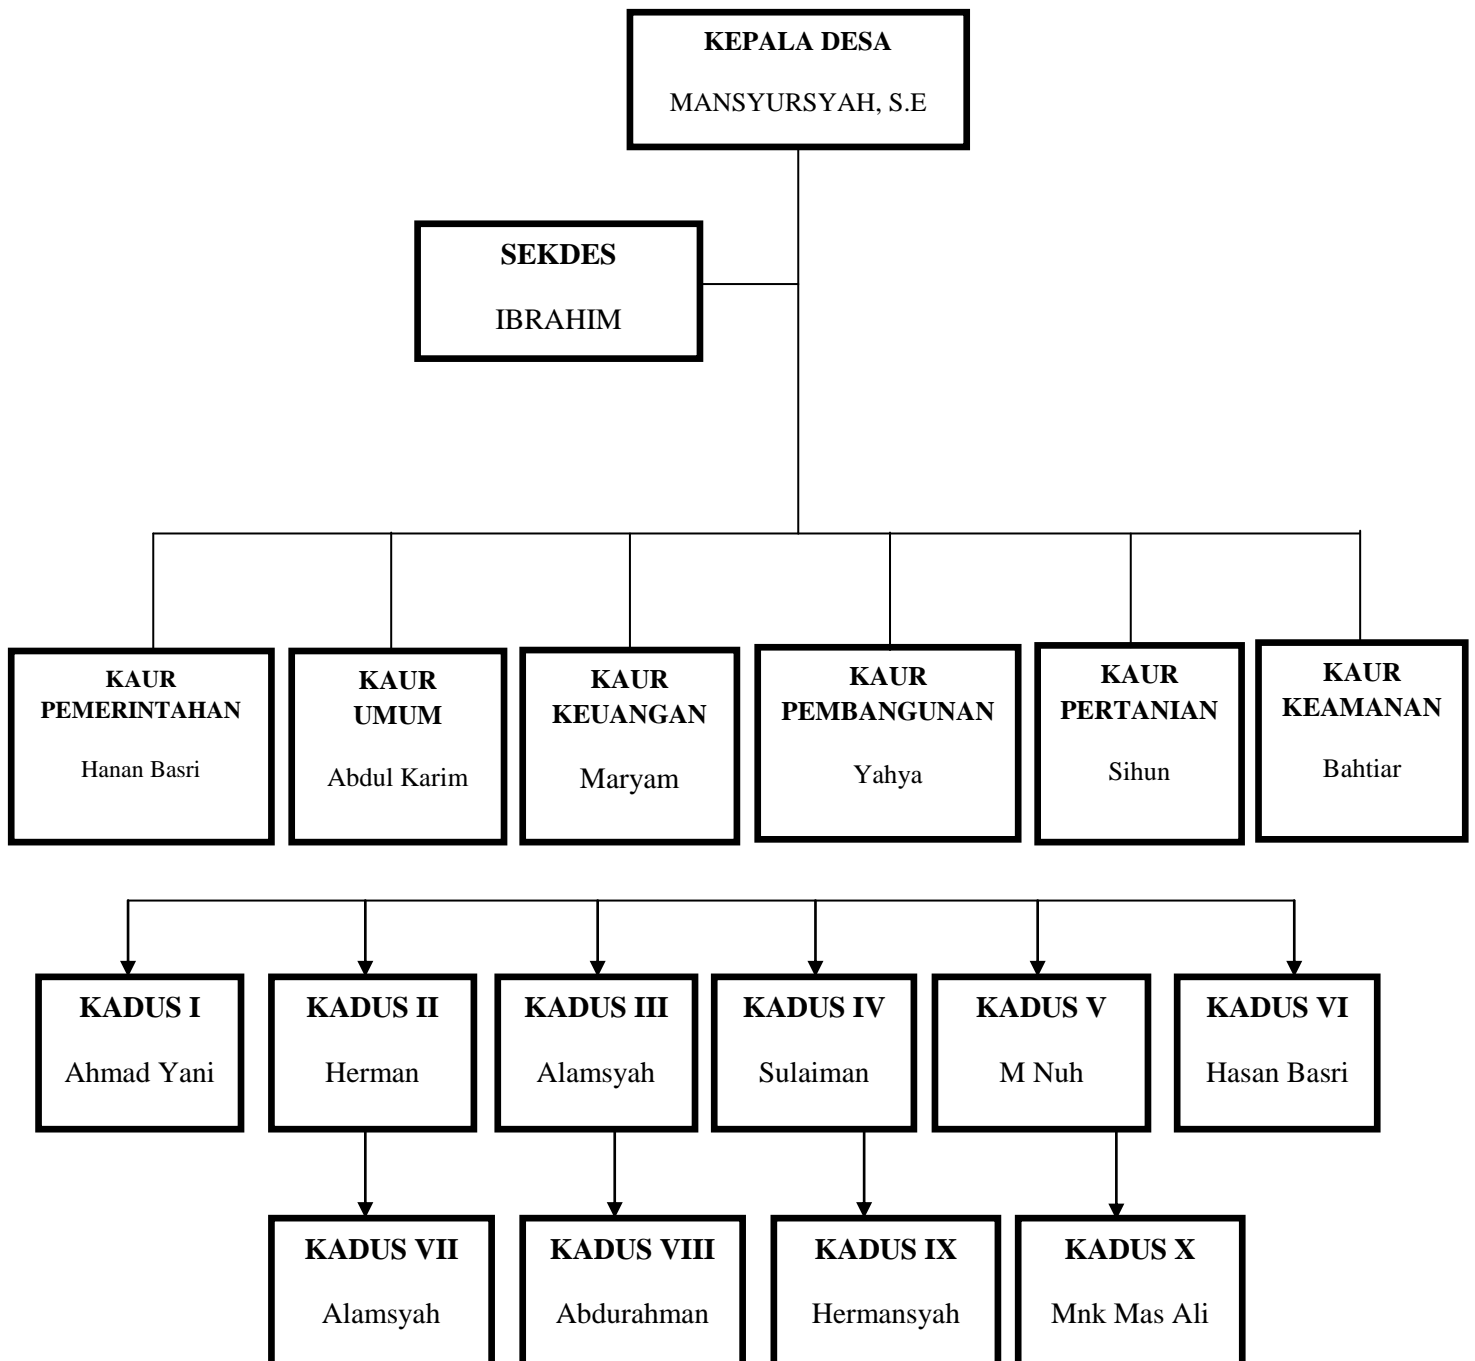 KEPALA DESA
MANSYURSYAH, S.E
SEKDES
IBRAHIM
KAUR
PEMERINTAHAN
Hanan Basri
KAUR
UMUM
Abdul Karim
KAUR
KEUANGAN
Maryam
KAUR
PEMBANGUNAN
Yahya
KAUR
PERTANIAN
Sihun
KAUR
KEAMANAN
Bahtiar
KADUS I
Ahmad Yani
KADUS II
Herman
KADUS III
Alamsyah
KADUS IV
Sulaiman
KADUS V
M Nuh
KADUS VI
Hasan Basri
KADUS VII
Alamsyah
KADUS VIII
Abdurahman
KADUS IX
Hermansyah
KADUS X
Mnk Mas Ali